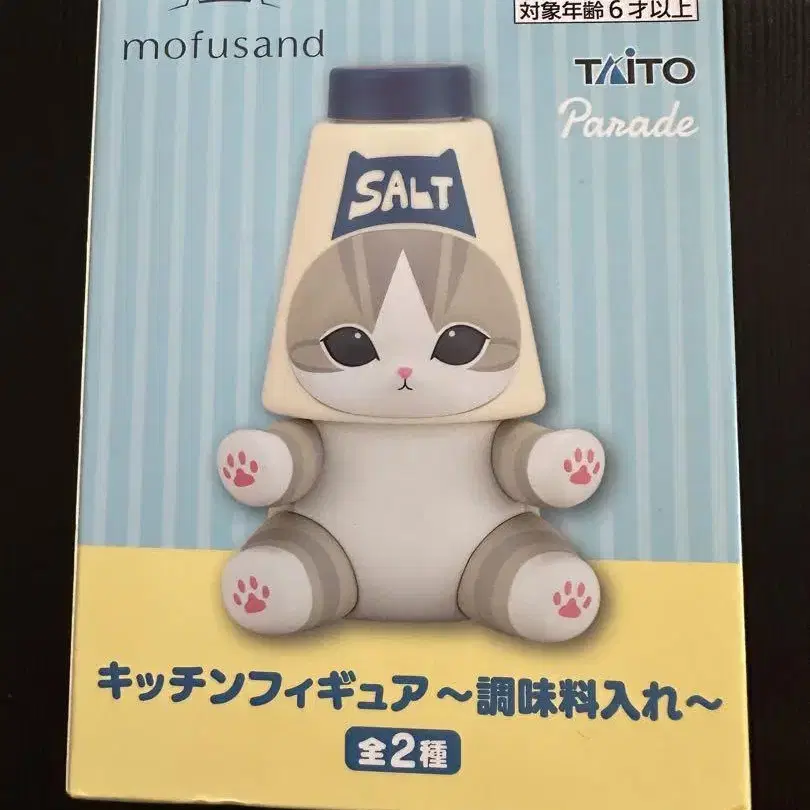 対象年齢6才以上
mofusand
TAITO
Parade
SALT
キッチンフィギュア～調味料入れ～
全2種